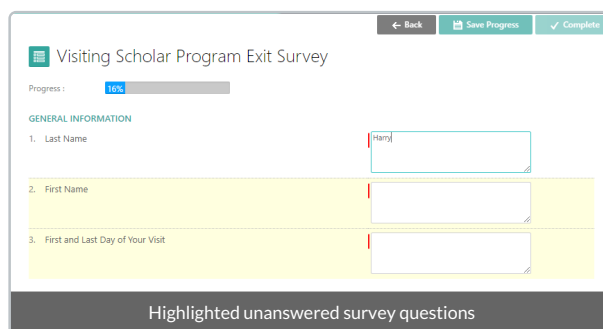 ← Back Save Progress ✓ Complete
Visiting Scholar Program Exit Survey
Progress : 16%
GENERAL INFORMATION
1. Last Name Harry
2. First Name
3. First and Last Day of Your Visit
Highlighted unanswered survey questions